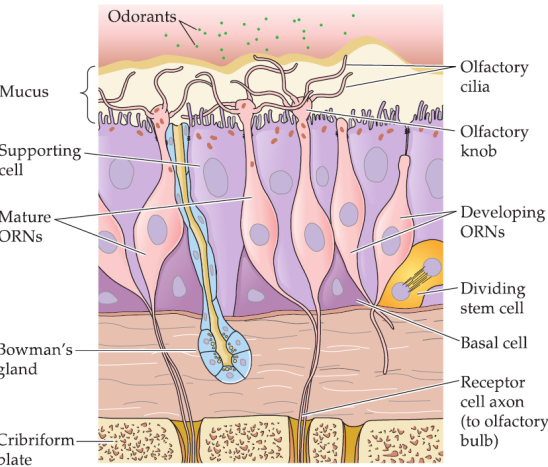 Odorants
Mucus
Supporting
cell
Mature
ORNs
Bowman's
gland
Cribriform
plate
Olfactory
cilia
Olfactory
knob
Developing
ORNs
Dividing
stem cell
Basal cell
Receptor
cell axon
(to olfactory
bulb)